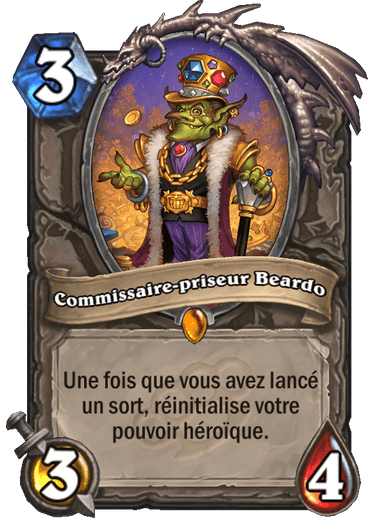 3
Commissaire-priseur Beardo
Une fois que vous avez lancé
un sort, réinitialise votre
pouvoir héroïque.
3
4